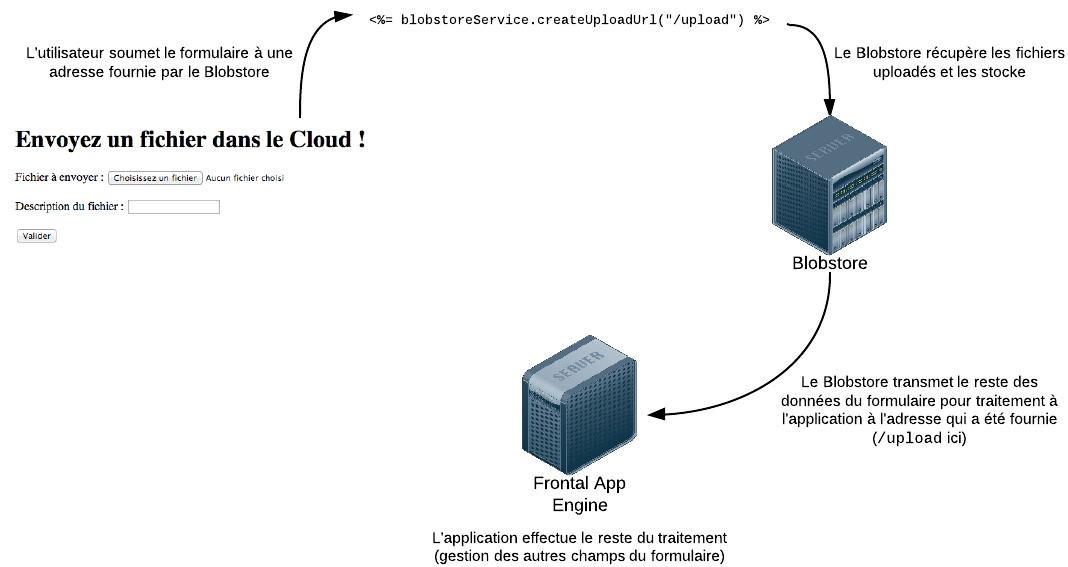 <%= blobstoreService.createUploadUrl("/upload") %>
L'utilisateur soumet le formulaire à une
adresse fournie par le Blobstore
Le Blobstore récupère les fichiers
uploadés et les stocke
Envoyez un fichier dans le Cloud !
Fichier à envoyer : Choisissez un fichier Aucun fichier choisi
Description du fichier :
Valider
SERVER
Blobstore
SERVER
Le Blobstore transmet le reste des
données du formulaire pour traitement à
l'application à l'adresse qui a été fournie
(/upload ici)
Frontal App
Engine
L'application effectue le reste du traitement
(gestion des autres champs du formulaire)